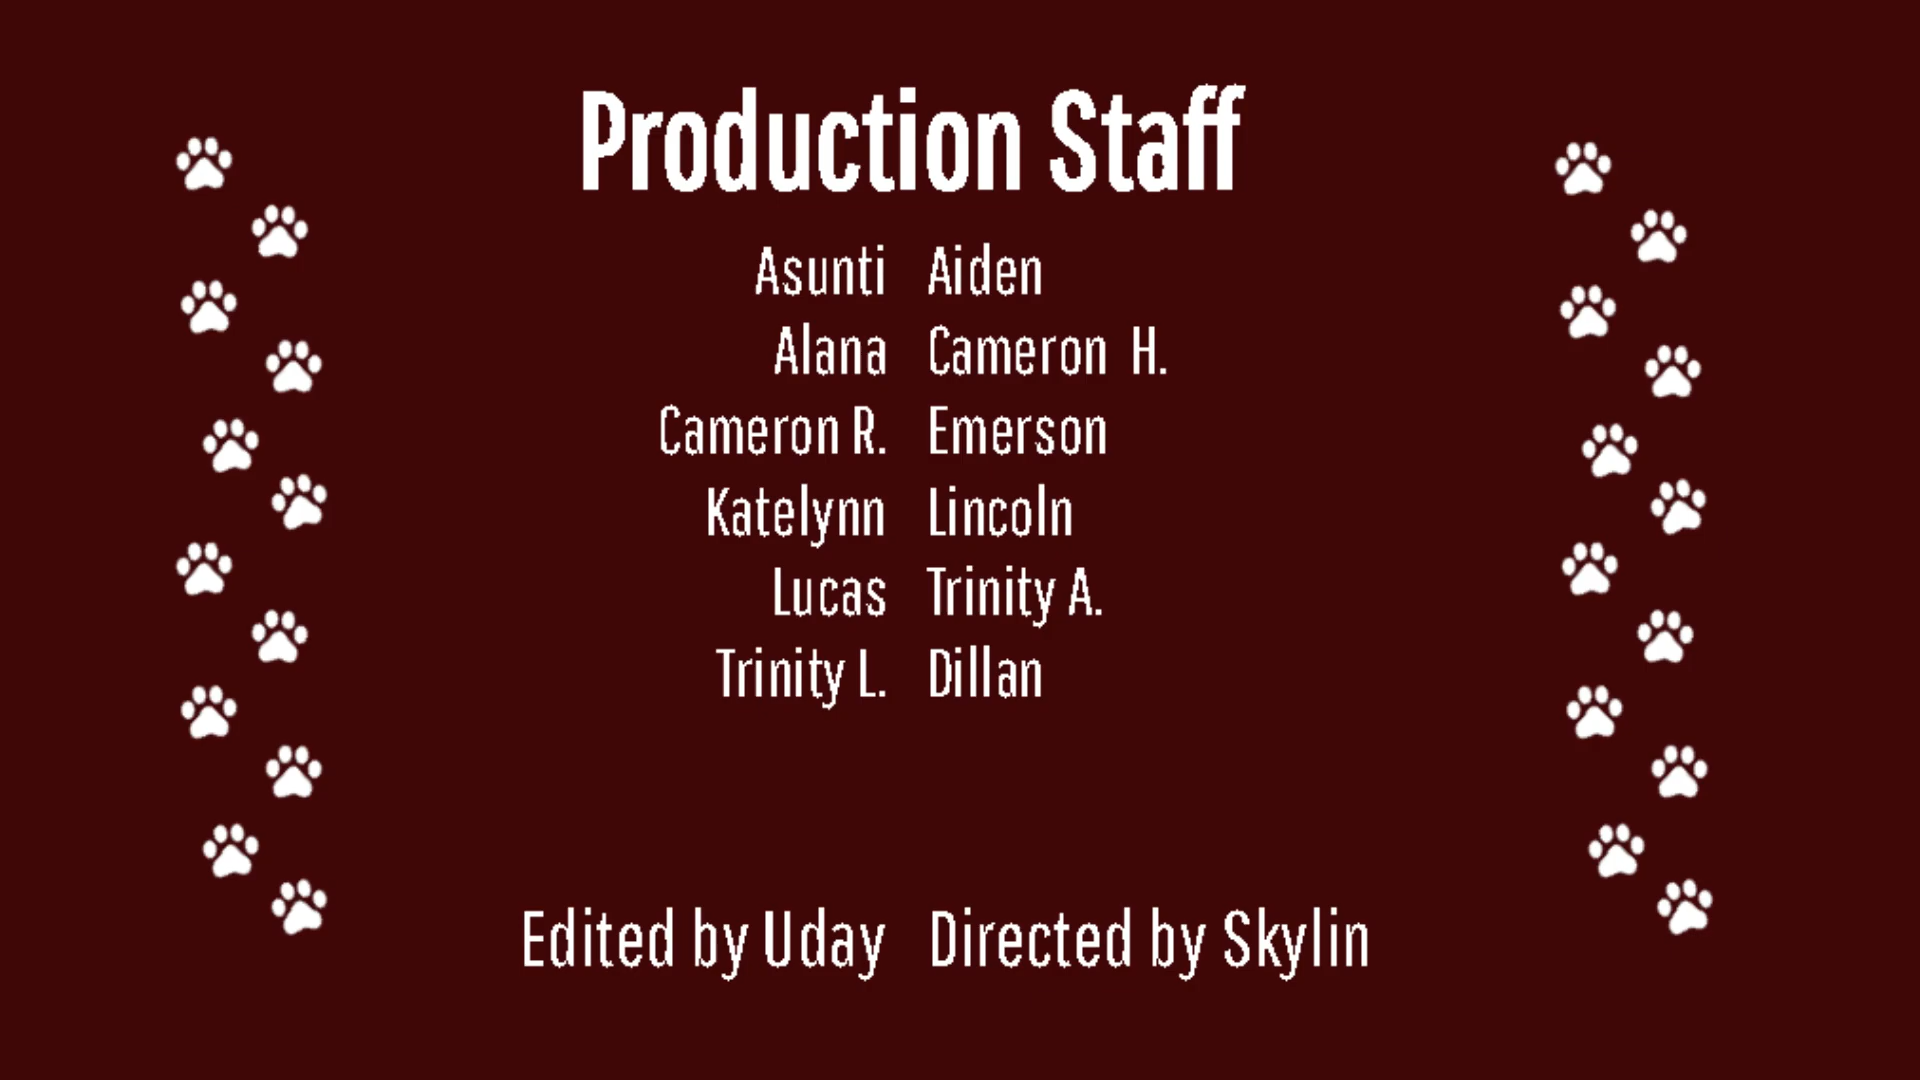 Production Staff
Asunti Aiden
Alana Cameron H.
Cameron R. Emerson
Katelynn Lincoln
Lucas Trinity A.
Trinity L. Dillan
Edited by Uday Directed by Skylin